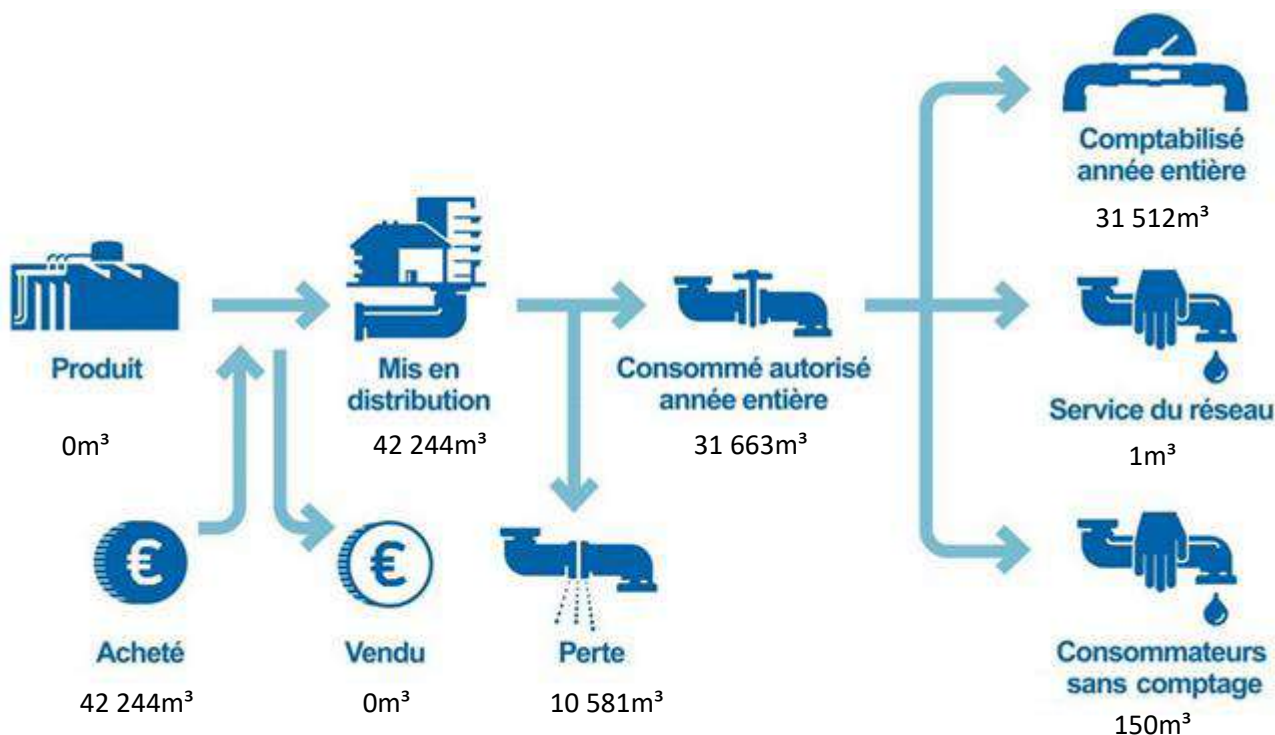 Comptabilisé
année entière
31 512m³
Produit
0m³
Mis en
distribution
42 244m³
Consommé autorisé
année entière
31 663m³
Service du réseau
1m³
Acheté
42 244m³
€
Vendu
0m³
€
Perte
10 581m³
Consommateurs
sans comptage
150m³